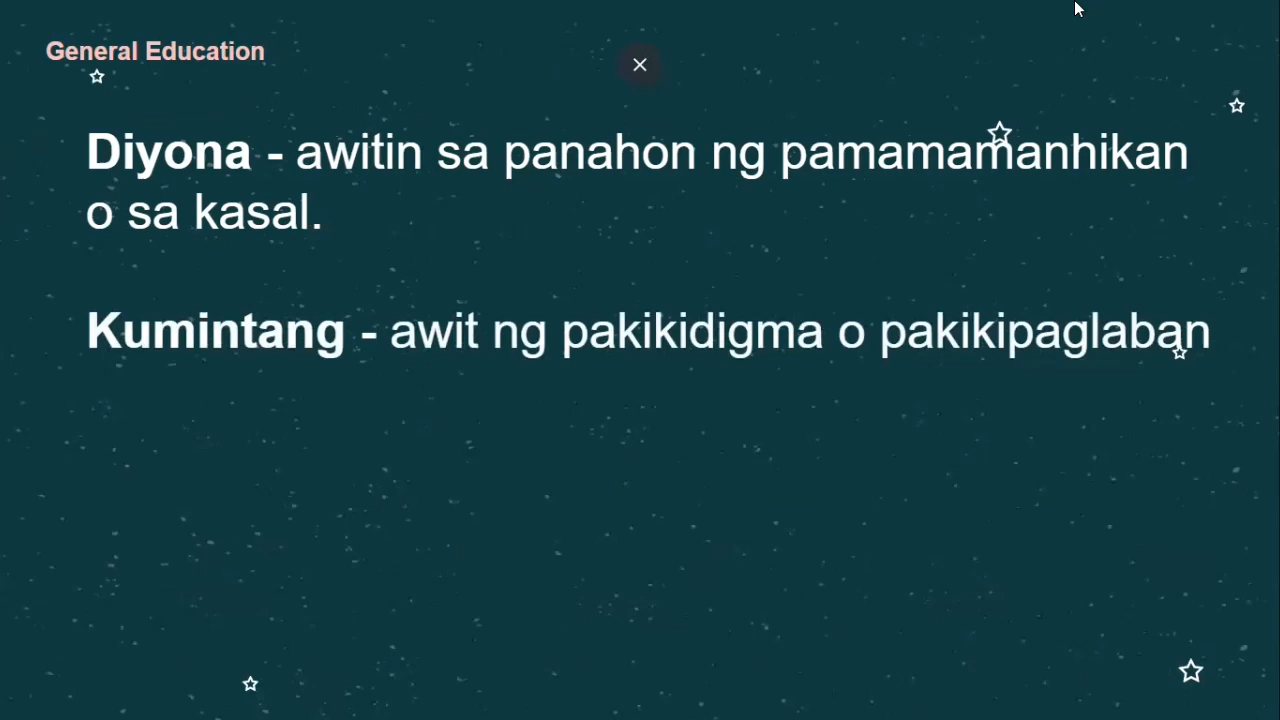 General Education
Diyona - awitin sa panahon ng pamamamanhikan
o sa kasal.
Kumintang - awit ng pakikidigma o pakikipaglaban